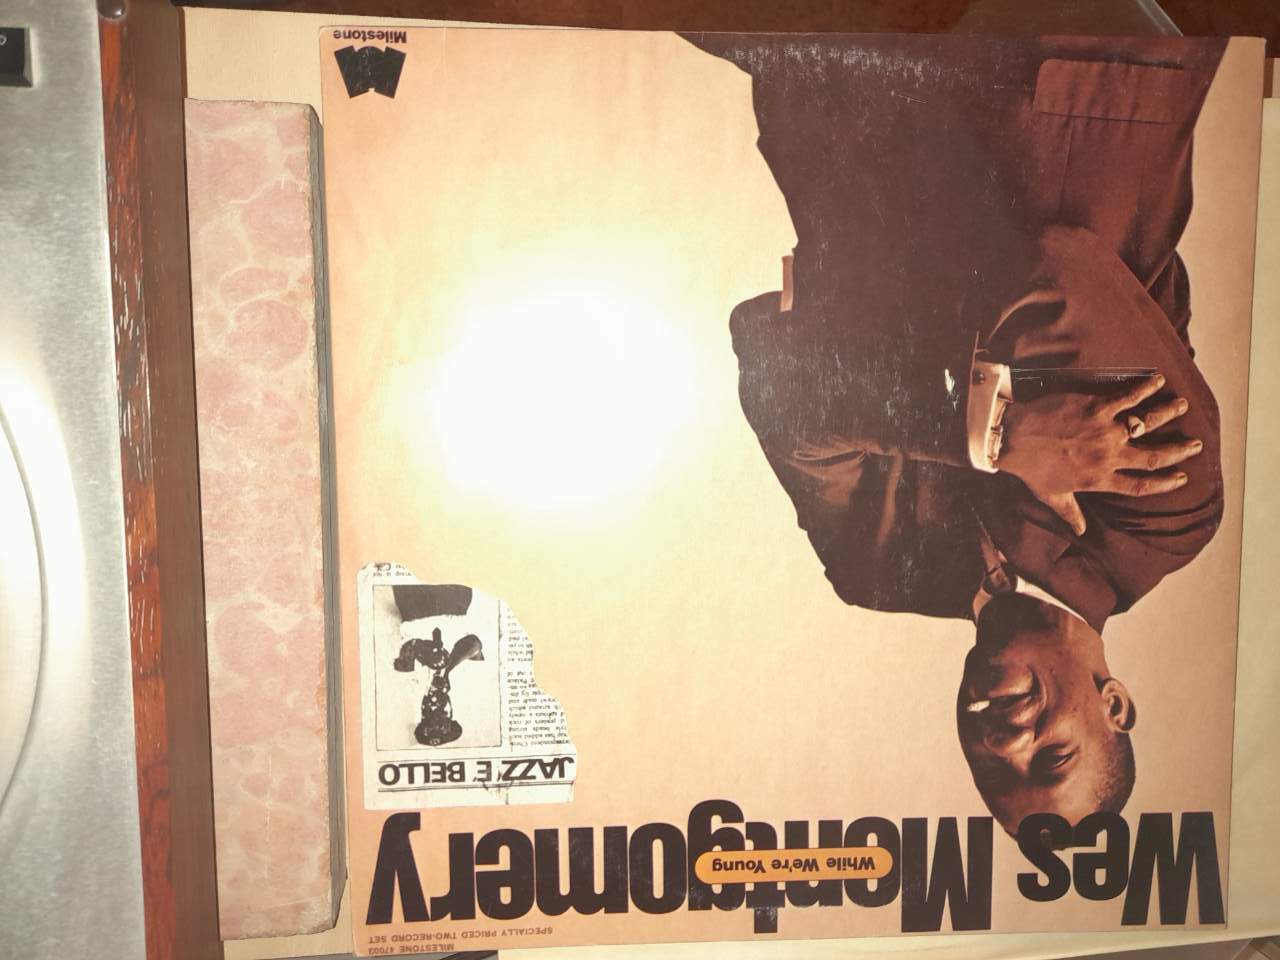 MILESTONE 47003
SPECIALLY PRICED TWO-RECORD SET
Wes Montgomery
While We're Young
JAZZ E BELLO
Milestone